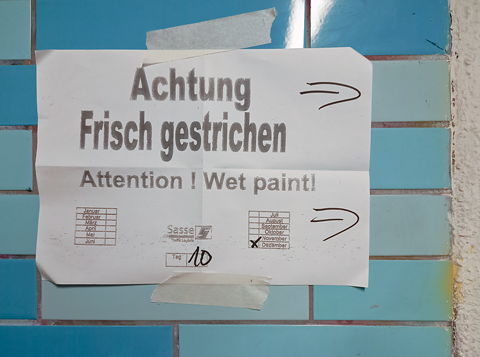 Achtung
Frisch gestrichen
Attention ! Wet paint!
Januar
Februar
März
April
Mai
Juni
Sasse
Juli
August
September
Oktober
November
X Dezember
Tag 10